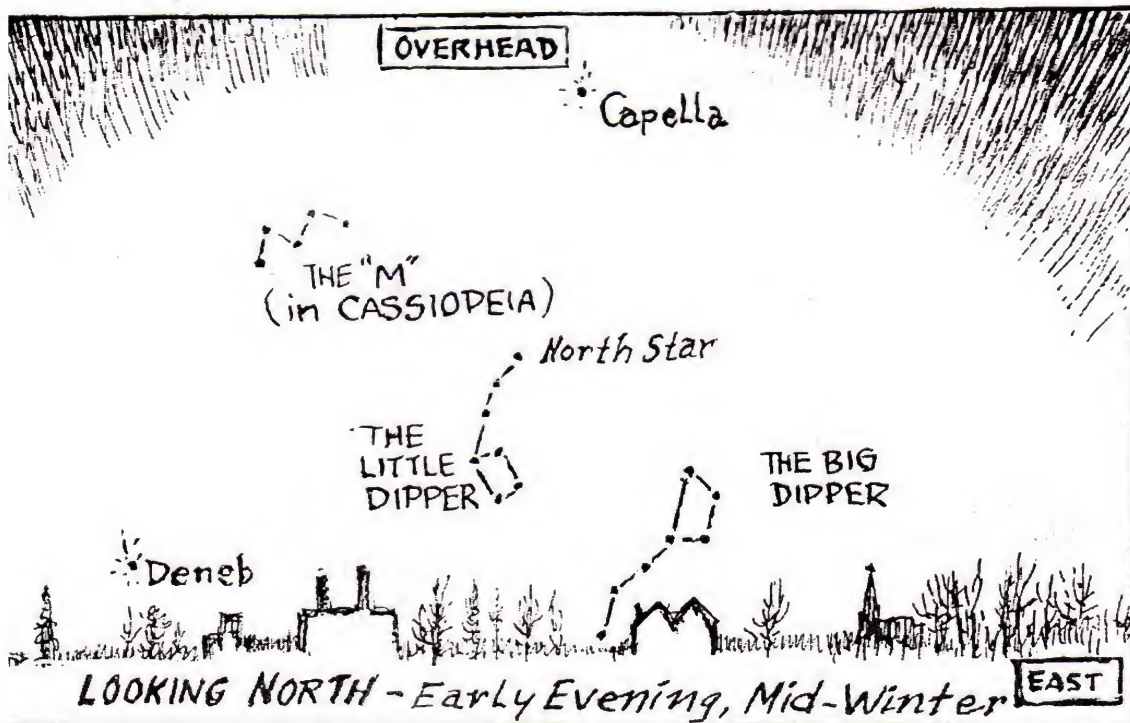 OVERHEAD
Capella
THE "M"
(in CASSIOPEIA)
North Star
THE
LITTLE
DIPPER
THE BIG
DIPPER
Deneb
LOOKING NORTH - Early Evening, Mid-Winter
EAST